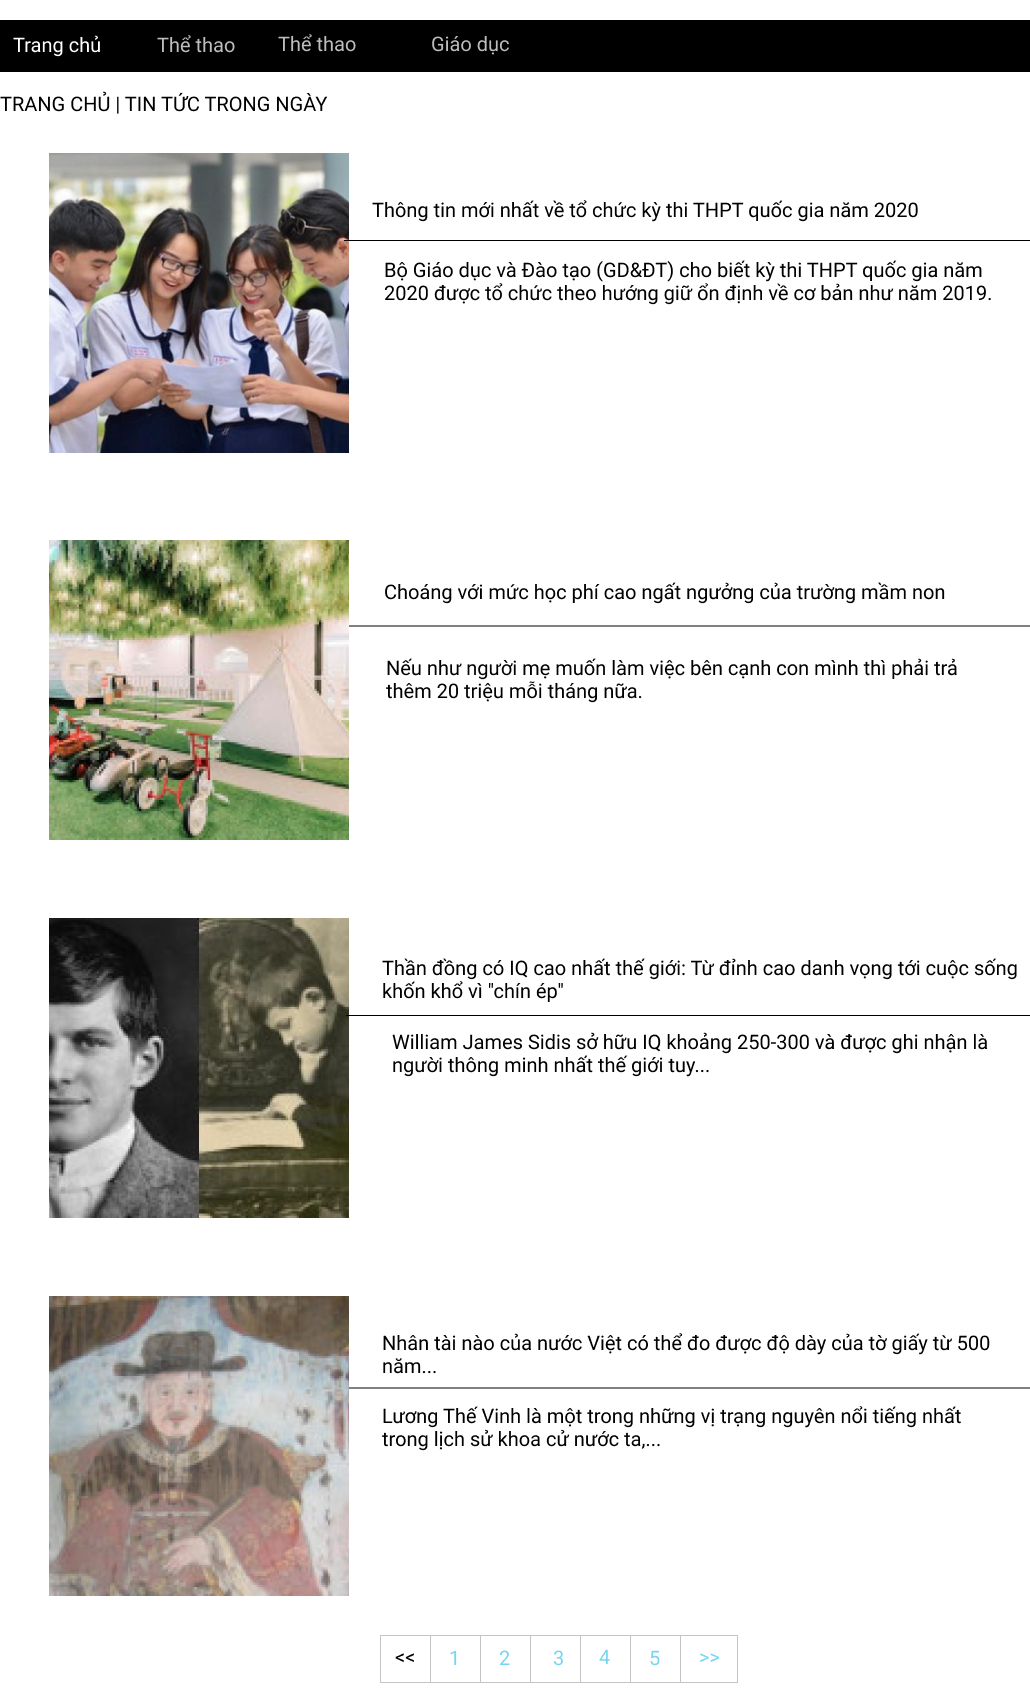 Trang chủ Thể thao Thể thao Giáo dục
TRANG CHỦ | TIN TỨC TRONG NGÀY
Thông tin mới nhất về tổ chức kỳ thi THPT quốc gia năm 2020
Bộ Giáo dục và Đào tạo (GD&ĐT) cho biết kỳ thi THPT quốc gia năm
2020 được tổ chức theo hướng giữ ổn định về cơ bản như năm 2019.
Choáng với mức học phí cao ngất ngưởng của trường mầm non
Nếu như người mẹ muốn làm việc bên cạnh con mình thì phải trả
thêm 20 triệu mỗi tháng nữa.
Thần đồng có IQ cao nhất thế giới: Từ đỉnh cao danh vọng tới cuộc sống
khốn khổ vì "chín ép"
William James Sidis sở hữu IQ khoảng 250-300 và được ghi nhận là
người thông minh nhất thế giới tuy...
Nhân tài nào của nước Việt có thể đo được độ dày của tờ giấy từ 500
năm...
Lương Thế Vinh là một trong những vị trạng nguyên nổi tiếng nhất
trong lịch sử khoa cử nước ta,...
<< 1 2 3 4 5 >>